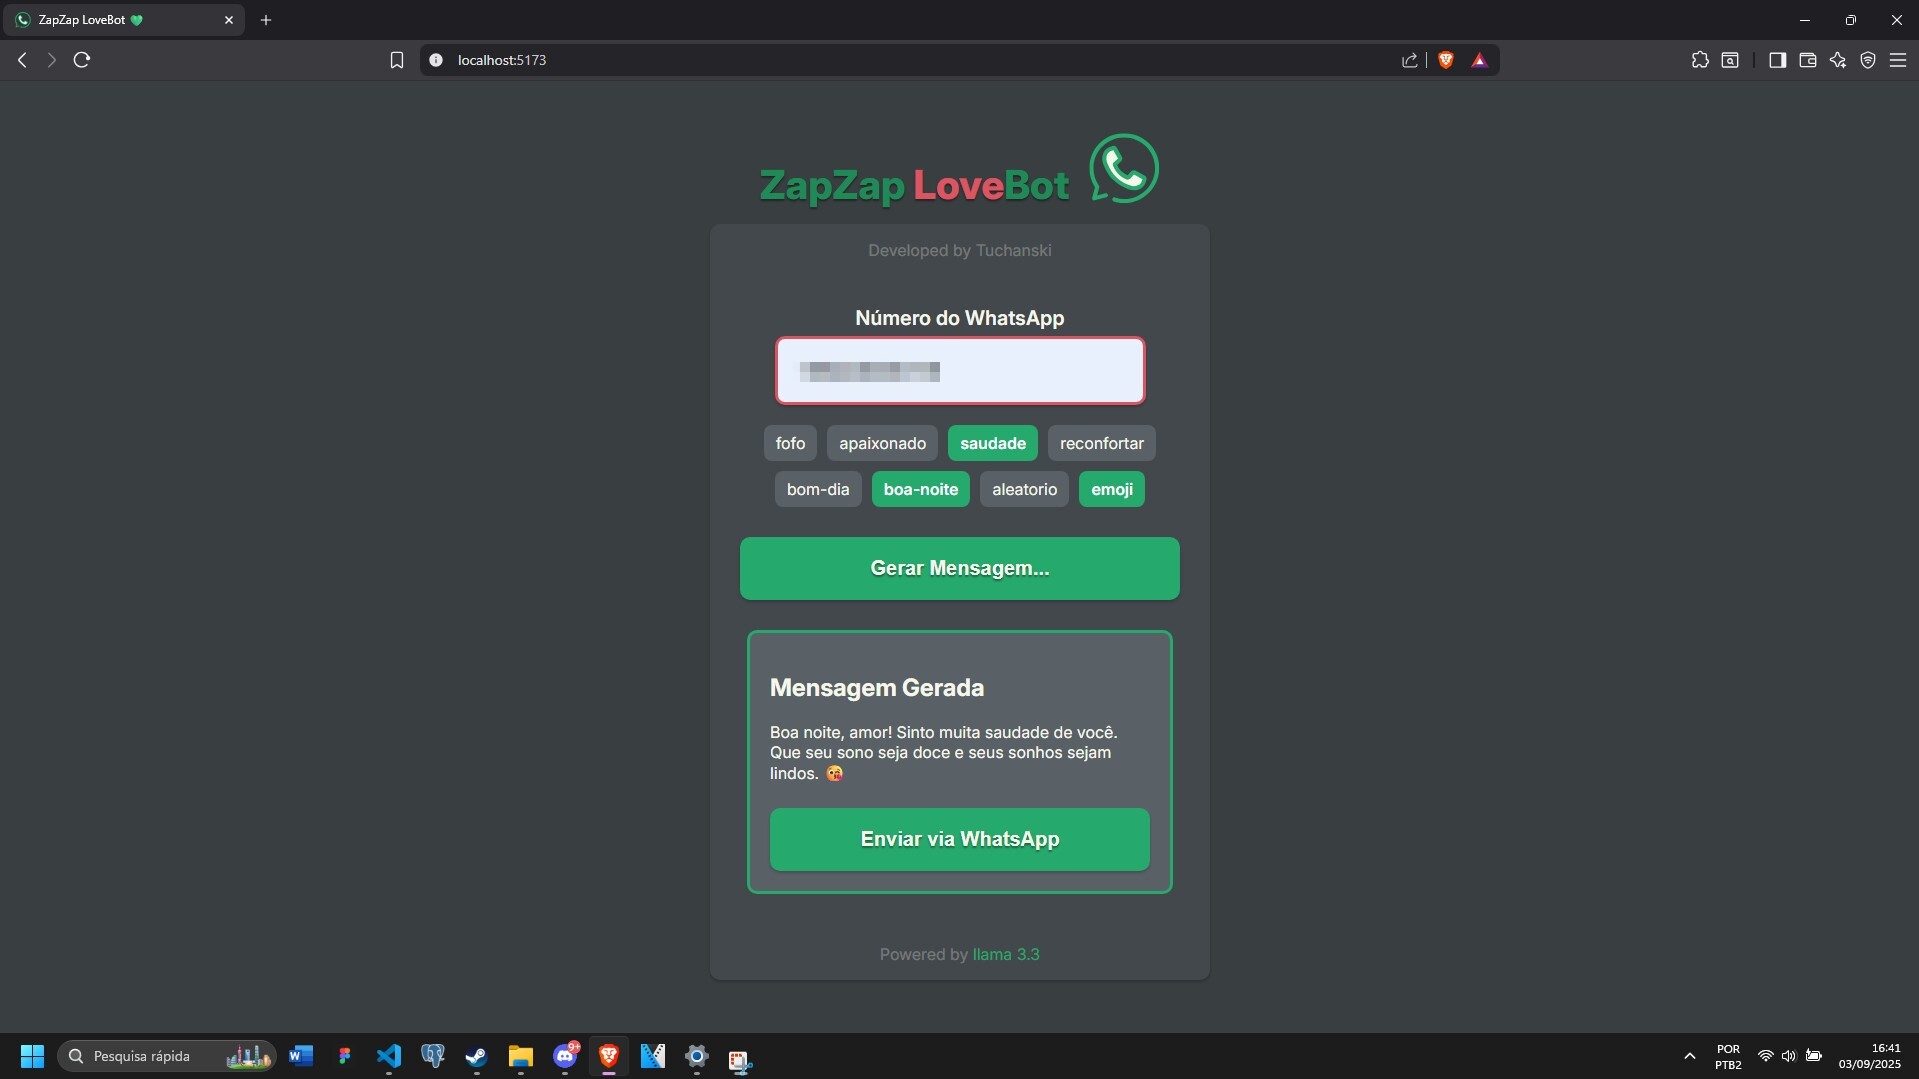 ZapZap LoveBot 💚
localhost:5173
ZapZap LoveBot
Developed by Tuchanski
Número do WhatsApp
fofo apaixonado saudade reconfortar
bom-dia boa-noite aleatorio emoji
Gerar Mensagem...
Mensagem Gerada
Boa noite, amor! Sinto muita saudade de você.
Que seu sono seja doce e seus sonhos sejam
lindos. 😘
Enviar via WhatsApp
Powered by llama 3.3
Pesquisa rápida
9+
POR
PTB2
16:41
03/09/2025